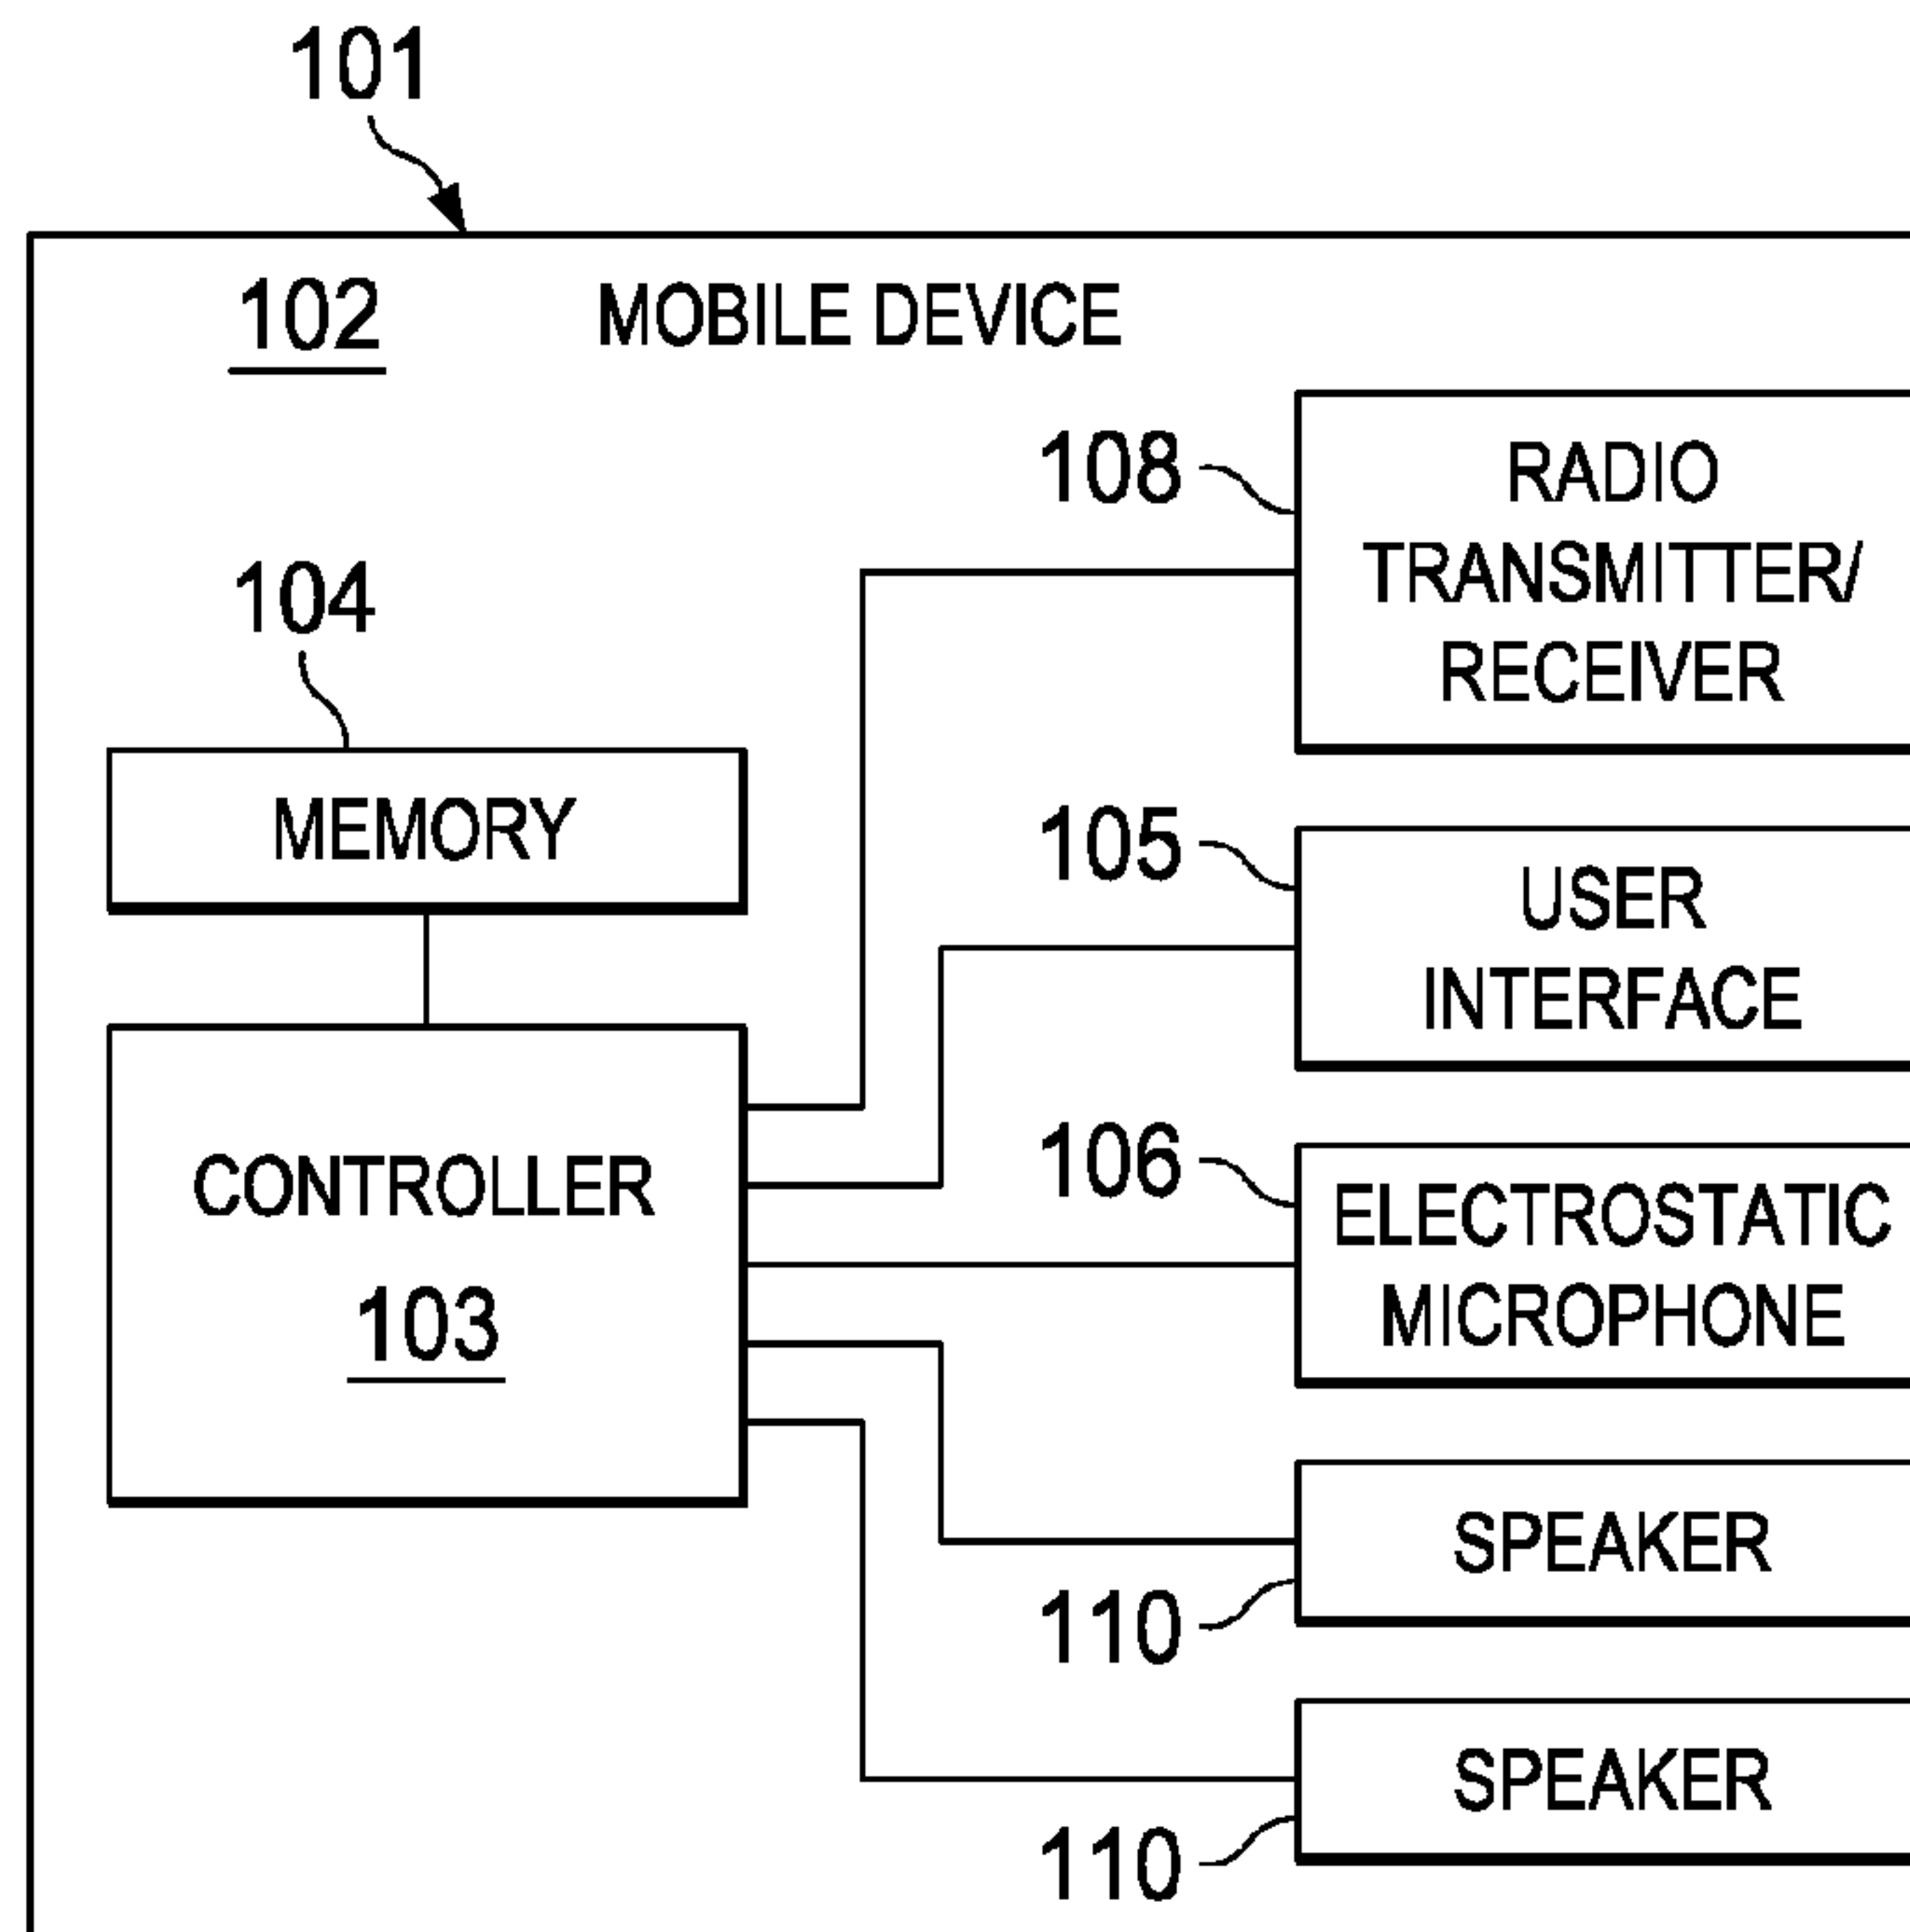 101
102 MOBILE DEVICE
108
RADIO
TRANSMITTER/
RECEIVER
104
MEMORY
105
USER
INTERFACE
CONTROLLER
103
106
ELECTROSTATIC
MICROPHONE
SPEAKER
110
SPEAKER
110